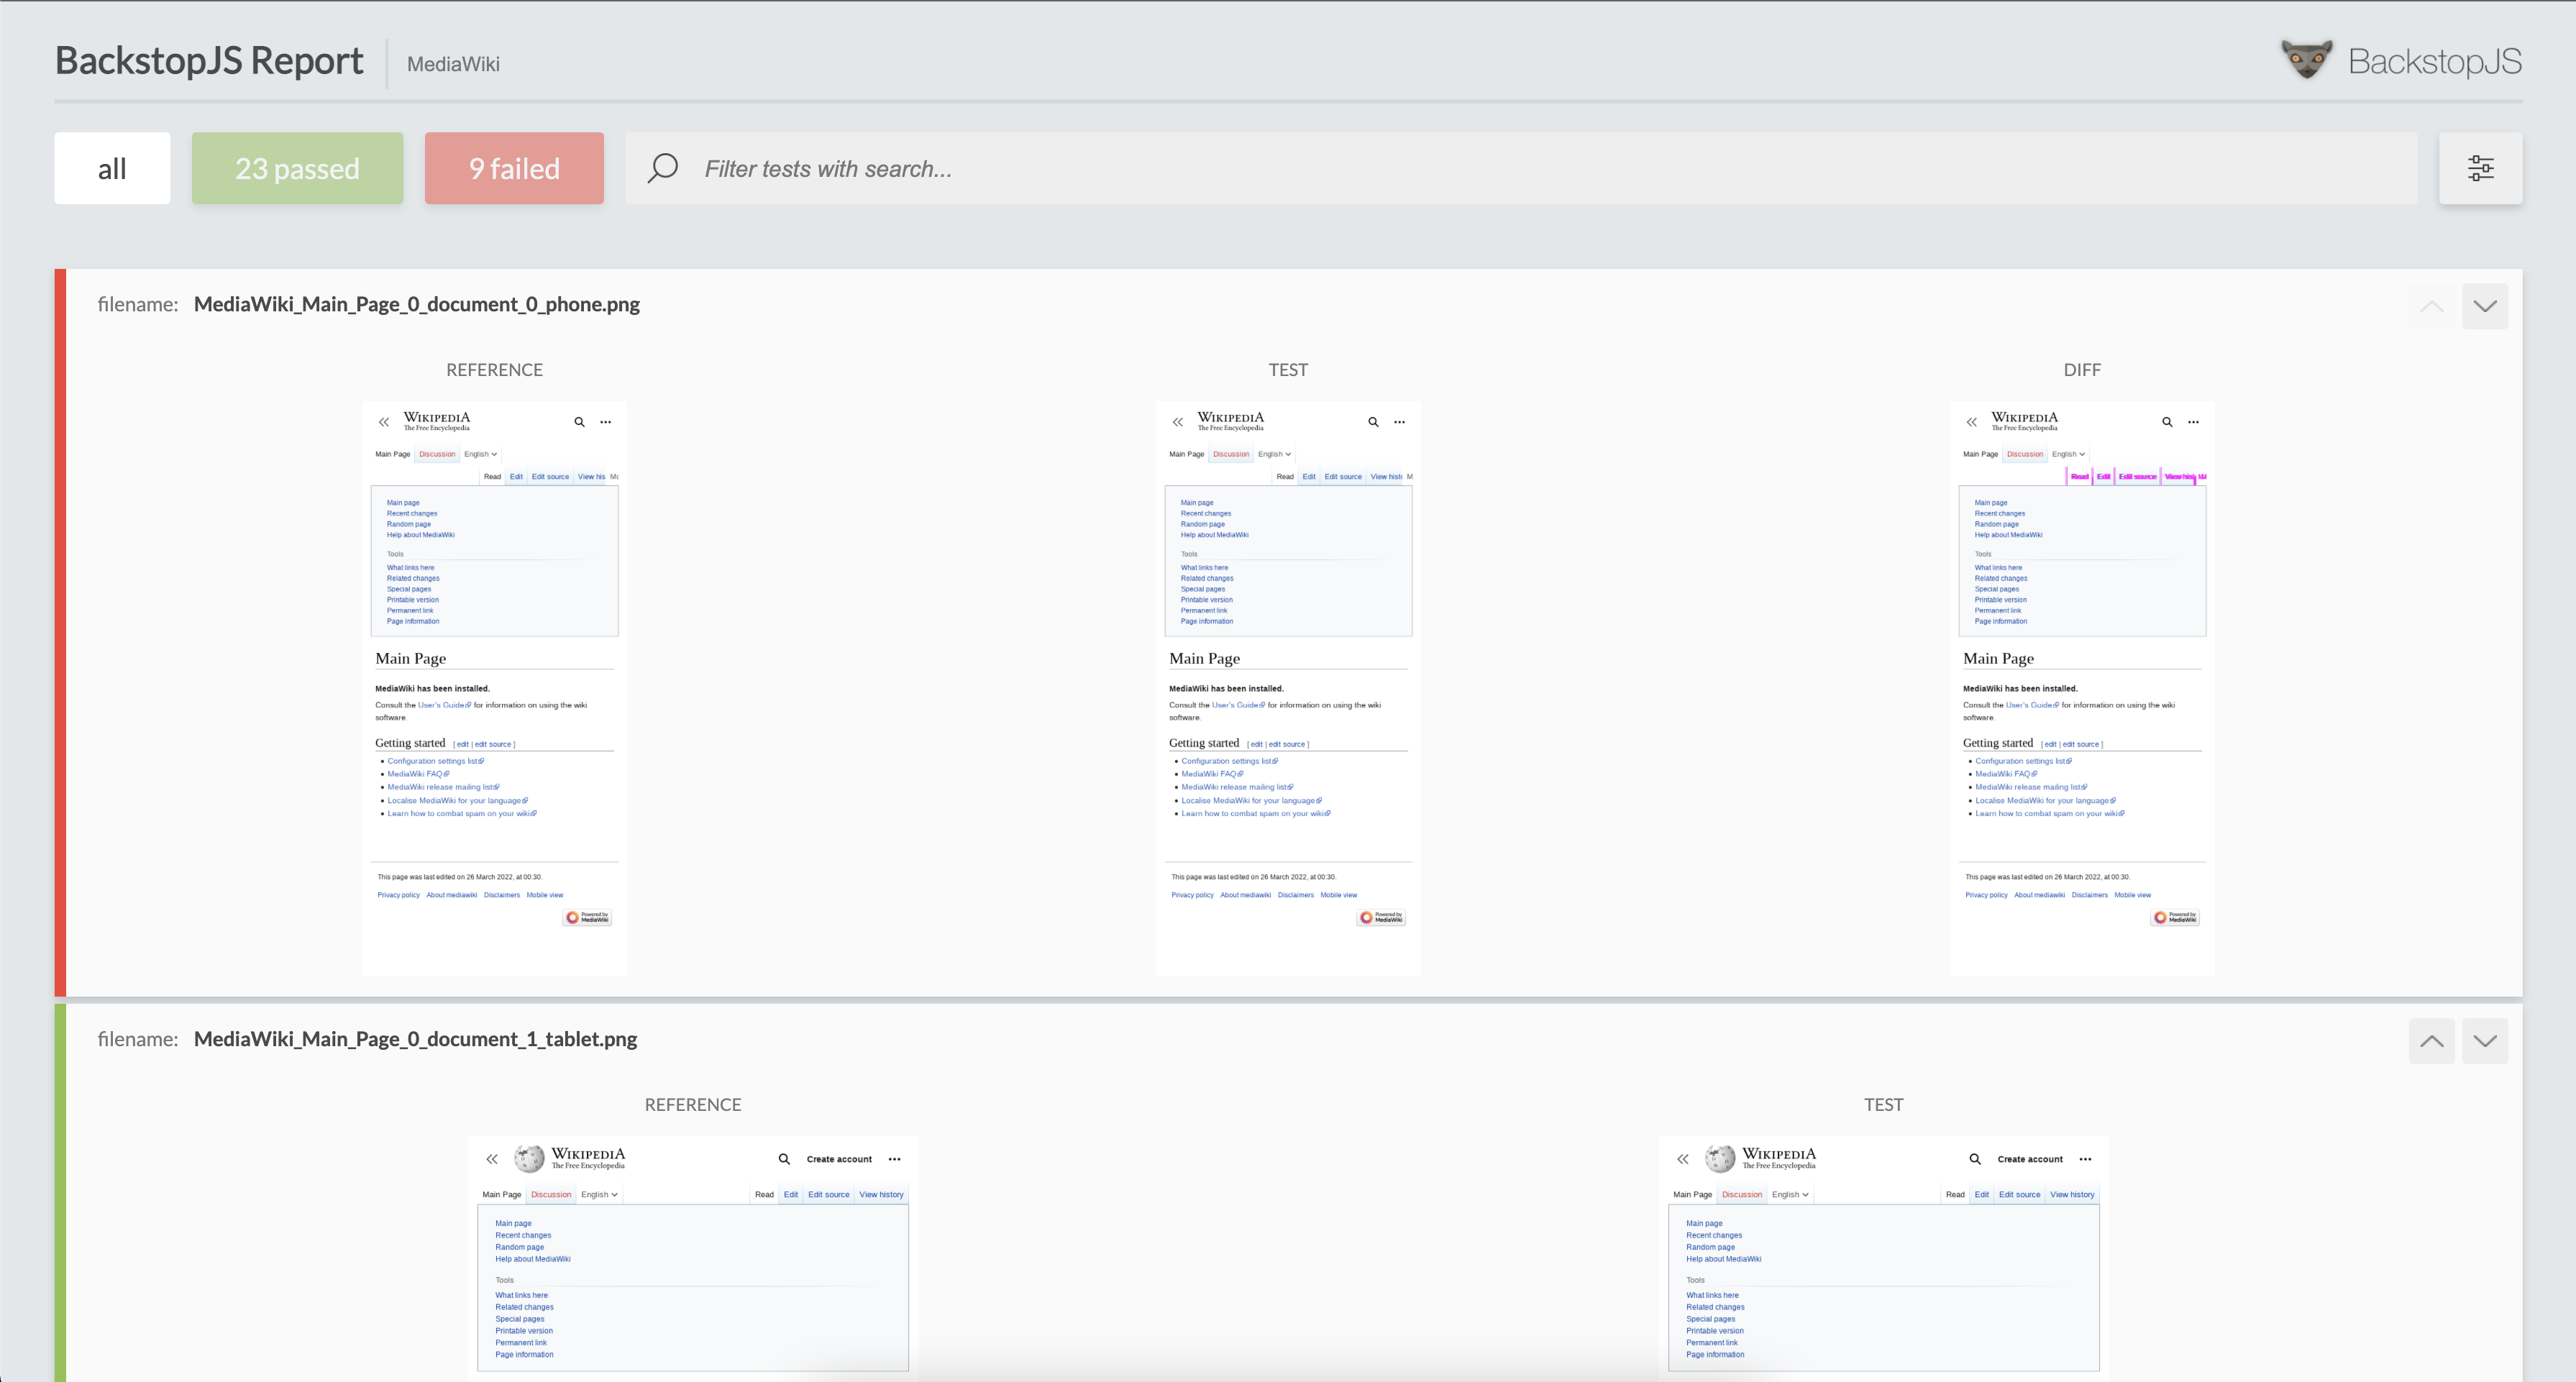 BackstopJS Report MediaWiki BackstopJS
all 23 passed 9 failed Filter tests with search...
filename: MediaWiki_Main_Page_0_document_0_phone.png
REFERENCE
WIKIPEDIA
The Free Encyclopedia
Main Page Discussion English
Read Edit Edit source View his Mo
Main page
Recent changes
Random page
Help about MediaWiki
Tools
What links here
Related changes
Special pages
Printable version
Permanent link
Page information
Main Page
MediaWiki has been installed.
Consult the User's Guide for information on using the wiki
software.
Getting started [ edit | edit source ]
• Configuration settings list
• MediaWiki FAQ
• MediaWiki release mailing list
• Localise MediaWiki for your language
• Learn how to combat spam on your wiki
This page was last edited on 26 March 2022, at 00:30.
Privacy policy About mediawiki Disclaimers Mobile view
Powered by
MediaWiki
TEST
WIKIPEDIA
The Free Encyclopedia
Main Page Discussion English
Read Edit Edit source View hist M
Main page
Recent changes
Random page
Help about MediaWiki
Tools
What links here
Related changes
Special pages
Printable version
Permanent link
Page information
Main Page
MediaWiki has been installed.
Consult the User's Guide for information on using the wiki
software.
Getting started [ edit | edit source ]
• Configuration settings list
• MediaWiki FAQ
• MediaWiki release mailing list
• Localise MediaWiki for your language
• Learn how to combat spam on your wiki
This page was last edited on 26 March 2022, at 00:30.
Privacy policy About mediawiki Disclaimers Mobile view
Powered by
MediaWiki
DIFF
WIKIPEDIA
The Free Encyclopedia
Main Page Discussion English
Read Edit Edit source
Main page
Recent changes
Random page
Help about MediaWiki
Tools
What links here
Related changes
Special pages
Printable version
Permanent link
Page information
Main Page
MediaWiki has been installed.
Consult the User's Guide for information on using the wiki
software.
Getting started [ edit | edit source ]
• Configuration settings list
• MediaWiki FAQ
• MediaWiki release mailing list
• Localise MediaWiki for your language
• Learn how to combat spam on your wiki
This page was last edited on 26 March 2022, at 00:30.
Privacy policy About mediawiki Disclaimers Mobile view
Powered by
MediaWiki
filename: MediaWiki_Main_Page_0_document_1_tablet.png
REFERENCE
WIKIPEDIA
The Free Encyclopedia
Create account
Main Page Discussion English Read Edit Edit source View history
Main page
Recent changes
Random page
Help about MediaWiki
Tools
What links here
Related changes
Special pages
Printable version
Permanent link
Page information
TEST
WIKIPEDIA
The Free Encyclopedia
Create account
Main Page Discussion English Read Edit Edit source View history
Main page
Recent changes
Random page
Help about MediaWiki
Tools
What links here
Related changes
Special pages
Printable version
Permanent link
Page information